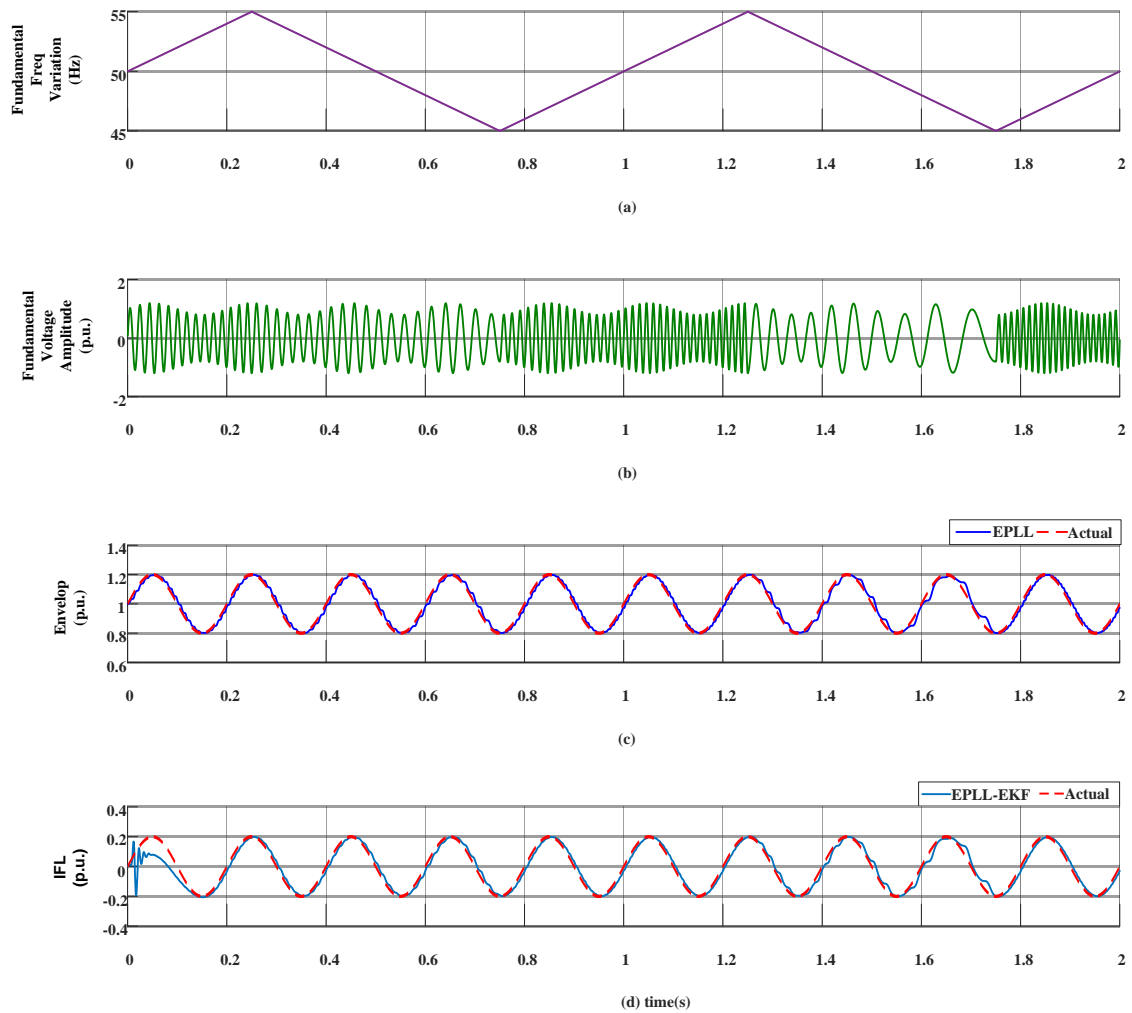 Fundamental
Freq
Variation
(Hz)
55
50
45
0 0.2 0.4 0.6 0.8 1 1.2 1.4 1.6 1.8 2
(a)
Fundamental
Voltage
Amplitude
(p.u.)
2
0
-2
0 0.2 0.4 0.6 0.8 1 1.2 1.4 1.6 1.8 2
(b)
EPLL Actual
Envelop
(p.u.)
1.4
1.2
1
0.8
0.6
0 0.2 0.4 0.6 0.8 1 1.2 1.4 1.6 1.8 2
(c)
EPLL-EKF Actual
IFL
(p.u.)
0.4
0.2
0
-0.2
-0.4
0 0.2 0.4 0.6 0.8 1 1.2 1.4 1.6 1.8 2
(d) time(s)